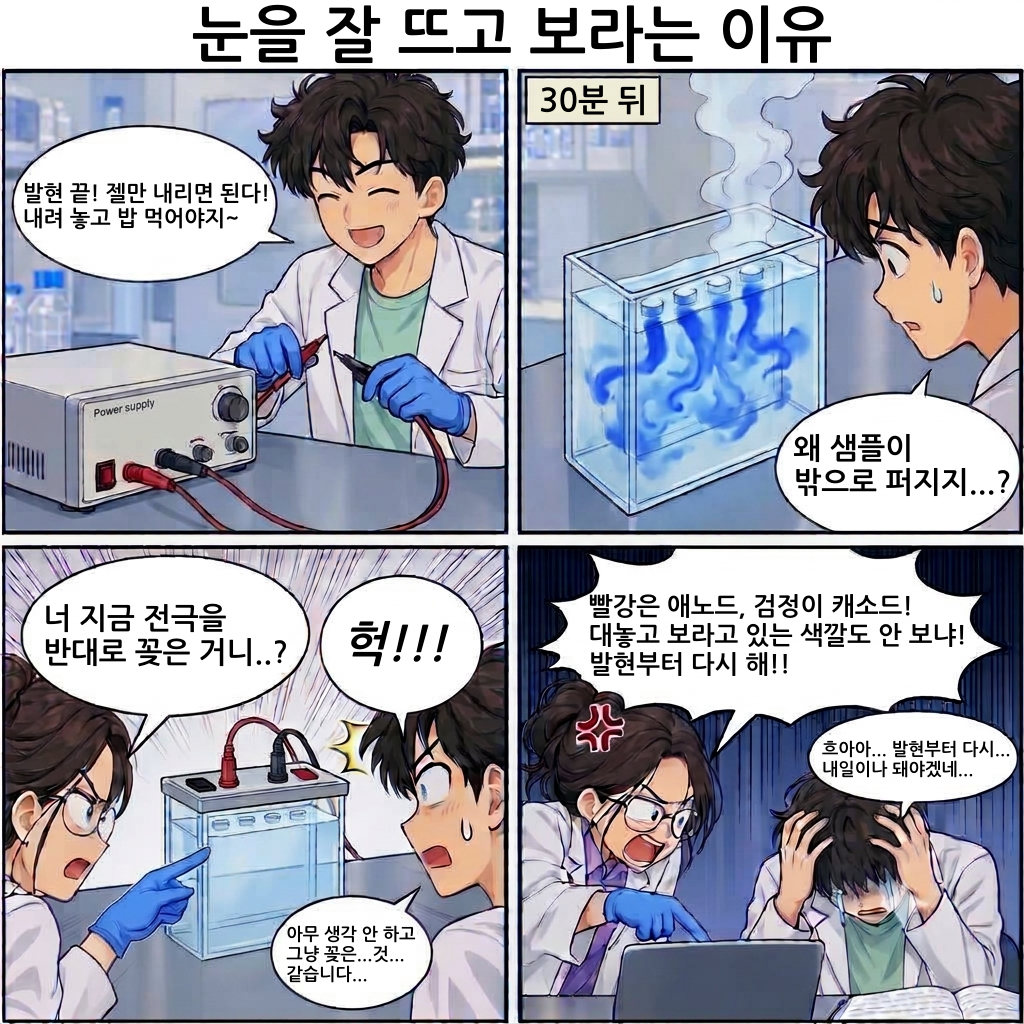 눈을 잘 뜨고 보라는 이유
발현 끝! 젤만 내리면 된다!
내려 놓고 밥 먹어야지~
Power supply
30분 뒤
왜 샘플이
밖으로 퍼지지...?
너 지금 전극을
반대로 꽂은 거니..?
헉!!!
아무 생각 안 하고
그냥 꽂은...것...
같습니다...
빨강은 애노드, 검정이 캐소드!
대놓고 보라고 있는 색깔도 안 보냐!
발현부터 다시 해!!
흐아아... 발현부터 다시...
내일이나 돼야겠네...